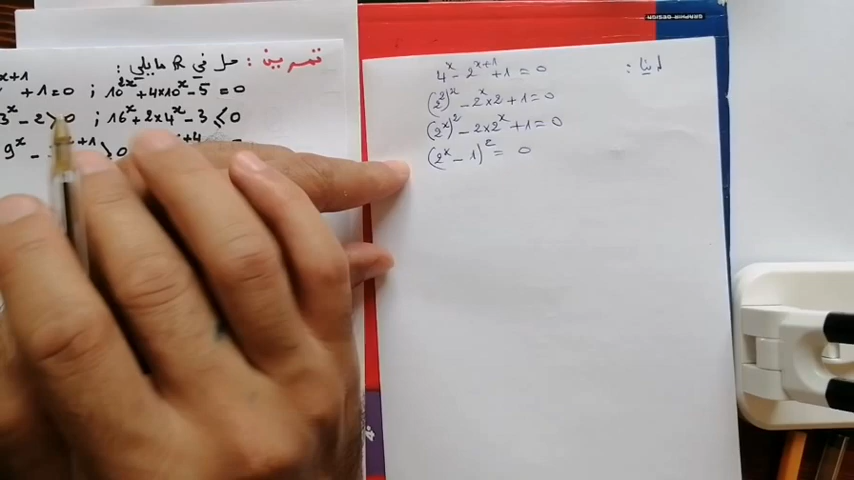 تمرين: حل في R ما يلي:
x+1 + 1 = 0 ; 10^{2x} + 4×10^x - 5 = 0
3^x - 2 > 0 ; 16^x + 2×4^x - 3 ≤ 0
9^x -
لدينا:
4^x - 2^{x+1} + 1 = 0
(2^2)^x - 2^x × 2 + 1 = 0
(2^x)^2 - 2×2^x + 1 = 0
(2^x - 1)^2 = 0